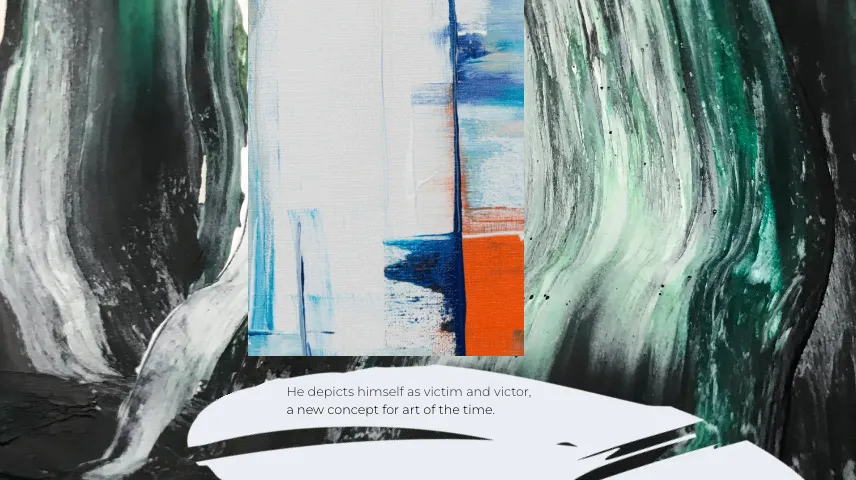 He depicts himself as victim and victor,
a new concept for art of the time.